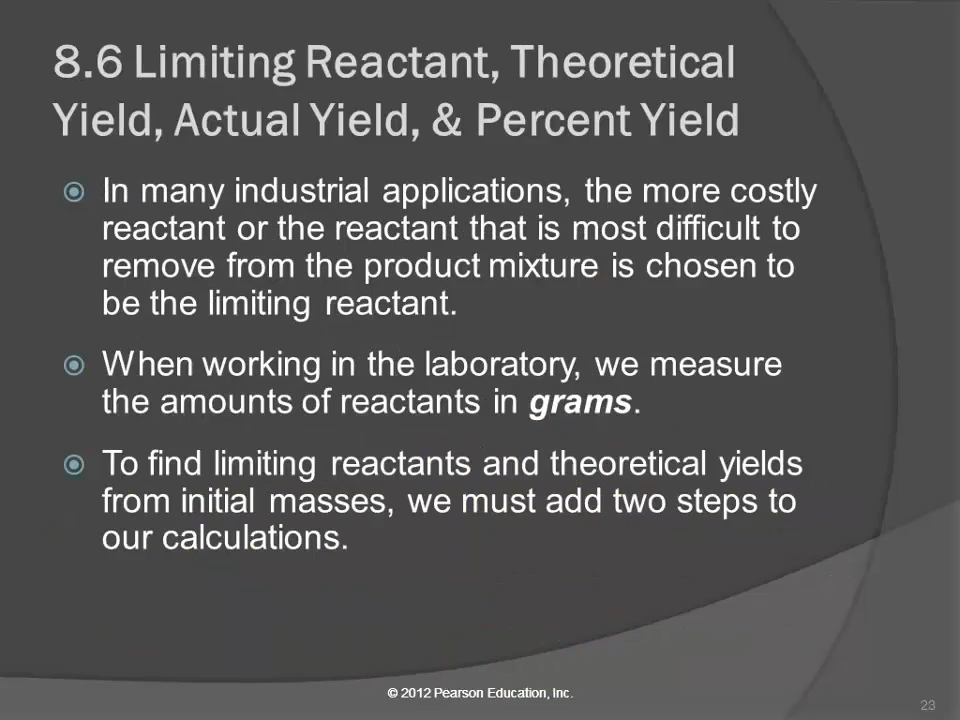 8.6 Limiting Reactant, Theoretical
Yield, Actual Yield, & Percent Yield
In many industrial applications, the more costly
reactant or the reactant that is most difficult to
remove from the product mixture is chosen to
be the limiting reactant.
When working in the laboratory, we measure
the amounts of reactants in grams.
To find limiting reactants and theoretical yields
from initial masses, we must add two steps to
our calculations.
© 2012 Pearson Education, Inc.
23